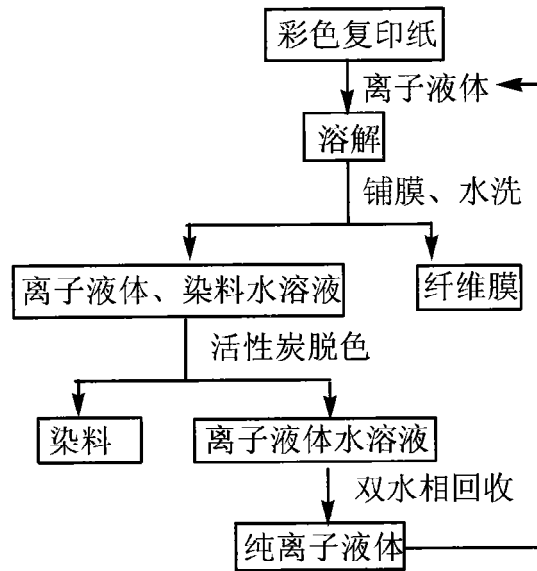 彩色复印纸
离子液体
溶解
铺膜、水洗
离子液体、染料水溶液
纤维膜
活性炭脱色
染料
离子液体水溶液
双水相回收
纯离子液体